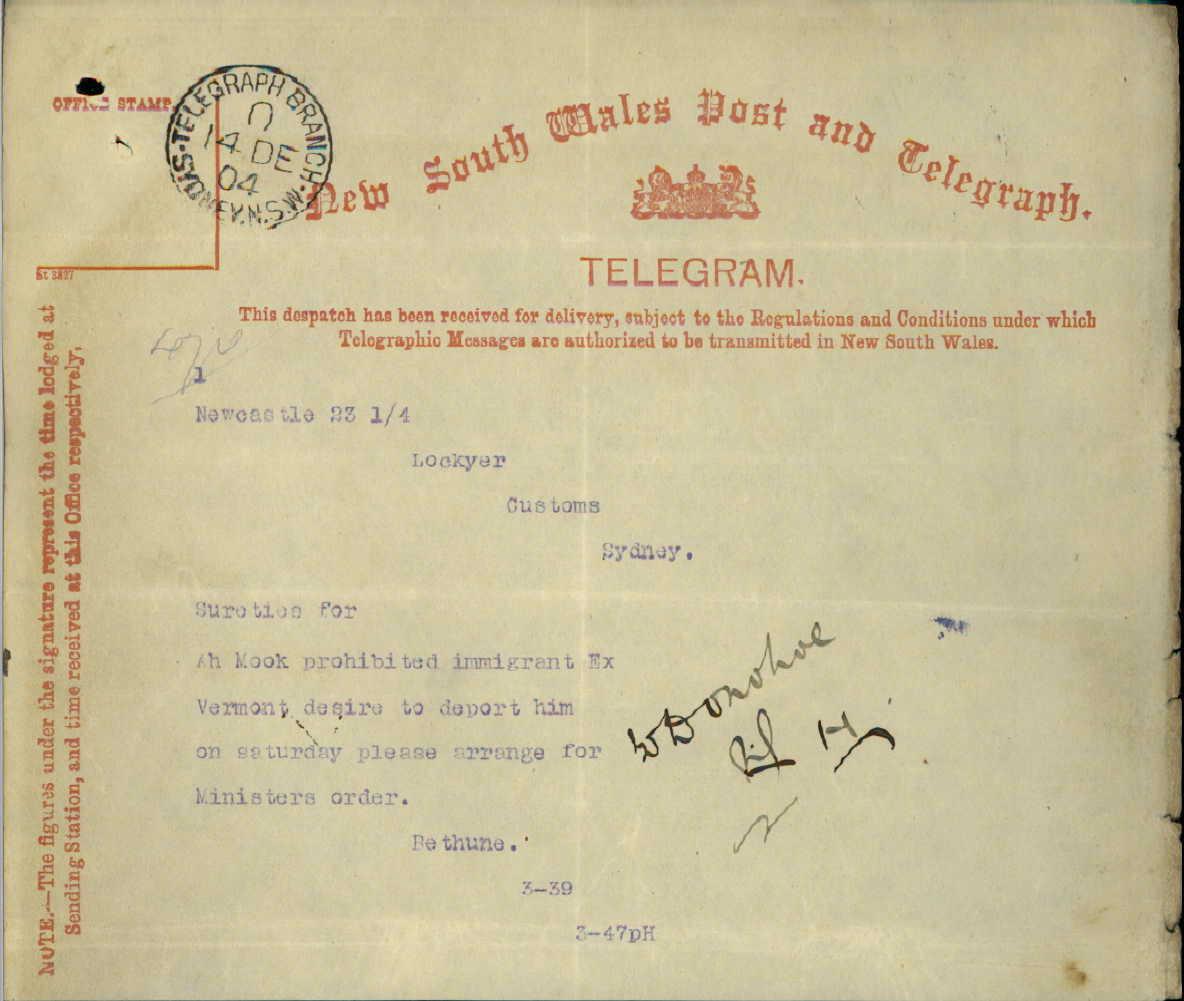 OFFICE STAMP.
TELEGRAPH BRANCH
14 DE
04
SYDNEY.N.S.W.
New South Wales Post and Telegraph.
St 3827
TELEGRAM.
This despatch has been received for delivery, subject to the Regulations and Conditions under which
Telegraphic Messages are authorized to be transmitted in New South Wales.
1
Newcastle 23 1/4
Lockyer
Customs
Sydney.
Sureties for
Ah Mook prohibited immigrant Ex
Vermont desire to deport him
on saturday please arrange for
Ministers order.
Bethune.
3-39
3-47pH
W Donohoe
NOTE.—The figures under the signature represent the time lodged at
Sending Station, and time received at this Office respectively.